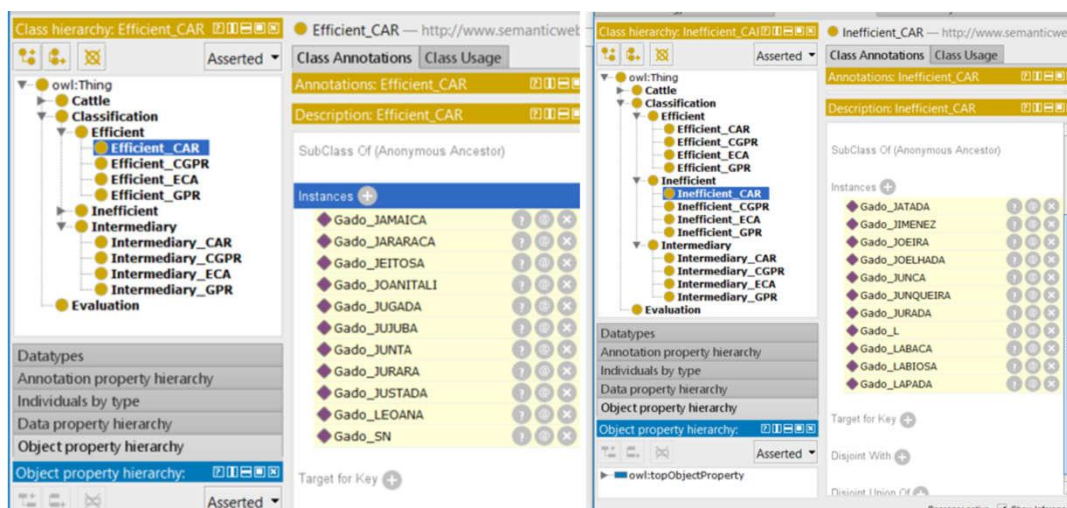 Class hierarchy: Efficient_CAR
Asserted
owl:Thing
Cattle
Classification
Efficient
Efficient_CAR
Efficient_CGPR
Efficient_ECA
Efficient_GPR
Inefficient
Intermediary
Intermediary_CAR
Intermediary_CGPR
Intermediary_ECA
Intermediary_GPR
Evaluation
Datatypes
Annotation property hierarchy
Individuals by type
Data property hierarchy
Object property hierarchy
Object property hierarchy:
Asserted
Efficient_CAR — http://www.semanticweb
Class Annotations Class Usage
Annotations: Efficient_CAR
Description: Efficient_CAR
SubClass Of (Anonymous Ancestor)
Instances
Gado_JAMAICA
Gado_JARARACA
Gado_JEITOSA
Gado_JOANITALI
Gado_JUGADA
Gado_JUJUBA
Gado_JUNTA
Gado_JURARA
Gado_JUSTADA
Gado_LEOANA
Gado_SN
Target for Key
Class hierarchy: Inefficient_CAI
Asserted
owl:Thing
Cattle
Classification
Efficient
Efficient_CAR
Efficient_CGPR
Efficient_ECA
Efficient_GPR
Inefficient
Inefficient_CAR
Inefficient_CGPR
Inefficient_ECA
Inefficient_GPR
Intermediary
Intermediary_CAR
Intermediary_CGPR
Intermediary_ECA
Intermediary_GPR
Evaluation
Datatypes
Annotation property hierarchy
Individuals by type
Data property hierarchy
Object property hierarchy
Object property hierarchy:
Asserted
owl:topObjectProperty
Inefficient_CAR — http://www.semanticwe
Class Annotations Class Usage
Annotations: Inefficient_CAR
Description: Inefficient_CAR
SubClass Of (Anonymous Ancestor)
Instances
Gado_JATADA
Gado_JIMENEZ
Gado_JOEIRA
Gado_JOELHADA
Gado_JUNCA
Gado_JUNQUEIRA
Gado_JURADA
Gado_L
Gado_LABACA
Gado_LABIOSA
Gado_LAPADA
Target for Key
Disjoint With
Disjoint Union Of